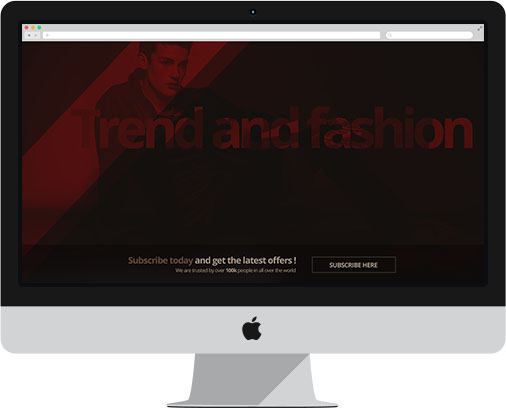 Trend and fashion
Subscribe today and get the latest offers !
We are trusted by over 100k people in all over the world
SUBSCRIBE HERE